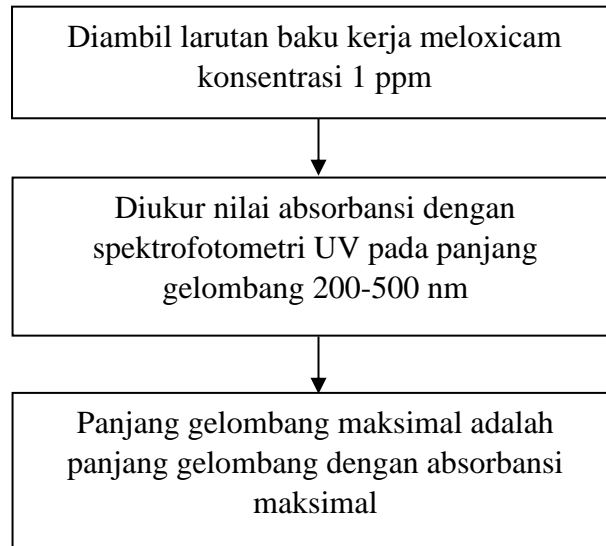 Diambil larutan baku kerja meloxicam
konsentrasi 1 ppm
Diukur nilai absorbansi dengan
spektrofotometri UV pada panjang
gelombang 200-500 nm
Panjang gelombang maksimal adalah
panjang gelombang dengan absorbansi
maksimal